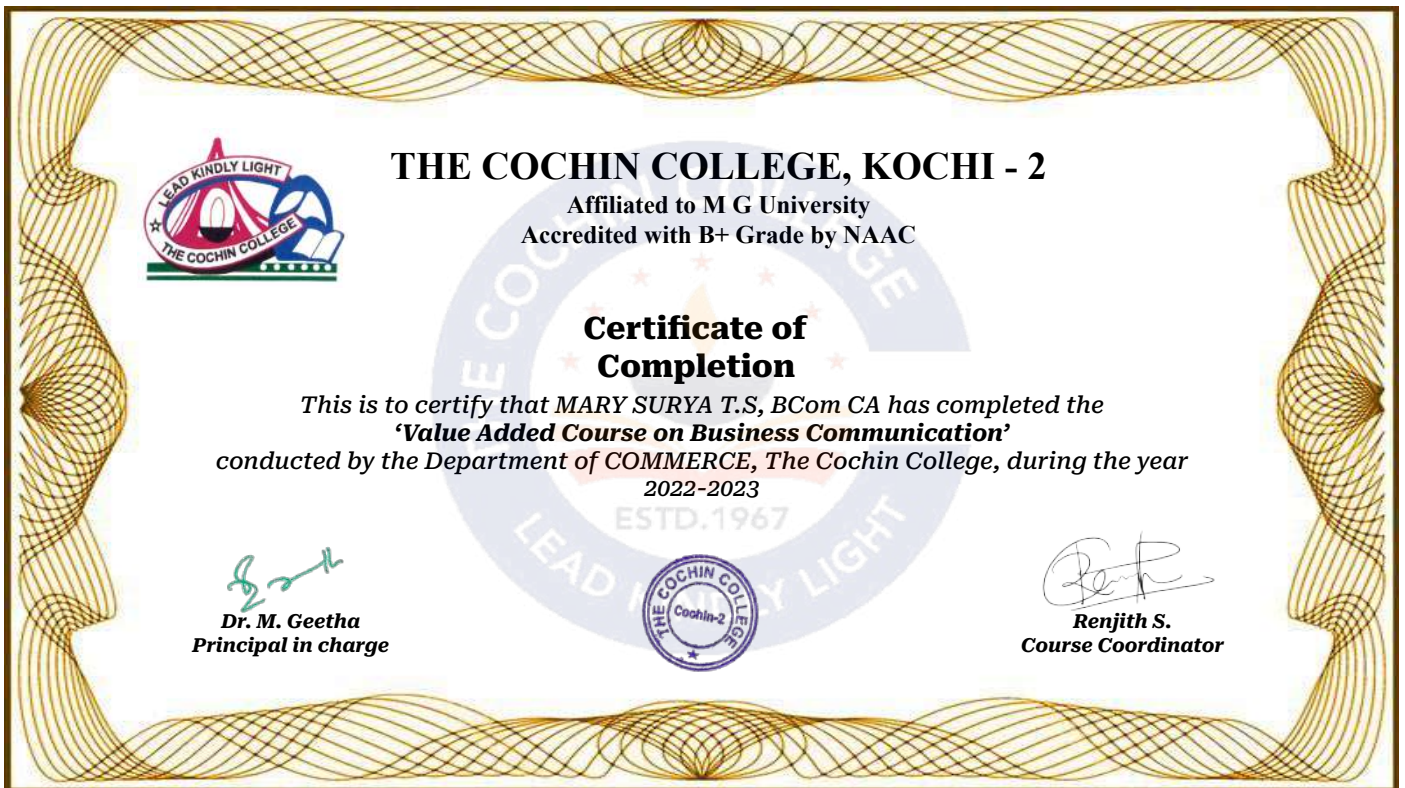 LEAD KINDLY LIGHT
THE COCHIN COLLEGE
THE COCHIN COLLEGE, KOCHI - 2
Affiliated to M G University
Accredited with B+ Grade by NAAC
THE COCHIN COLLEGE
Certificate of
Completion
This is to certify that MARY SURYA T.S, BCom CA has completed the
‘Value Added Course on Business Communication’
conducted by the Department of COMMERCE, The Cochin College, during the year
2022-2023
ESTD.1967
LEAD KINDLY LIGHT
THE COCHIN COLLEGE
Cochin-2
Dr. M. Geetha
Principal in charge
Renjith S.
Course Coordinator